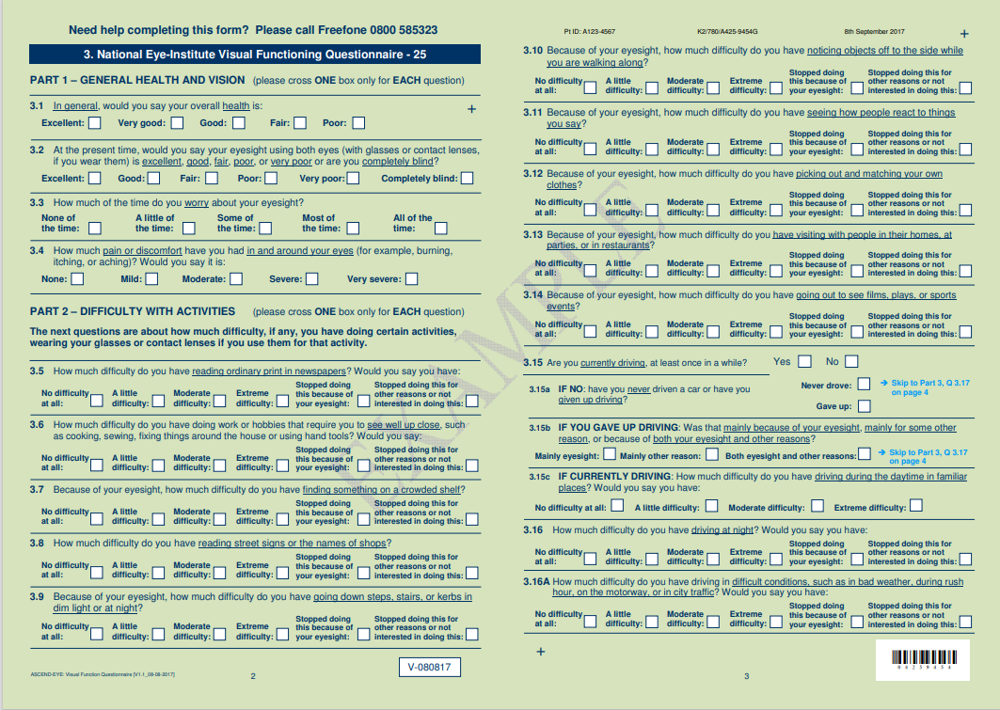 Need help completing this form? Please call Freefone 0800 585323
3. National Eye-Institute Visual Functioning Questionnaire - 25
PART 1 – GENERAL HEALTH AND VISION (please cross ONE box only for EACH question)
3.1 In general, would you say your overall health is: +
Excellent: Very good: Good: Fair: Poor:
3.2 At the present time, would you say your eyesight using both eyes (with glasses or contact lenses,
if you wear them) is excellent, good, fair, poor, or very poor or are you completely blind?
Excellent: Good: Fair: Poor: Very poor: Completely blind:
3.3 How much of the time do you worry about your eyesight?
None of A little of Some of Most of All of the
the time: the time: the time: the time: time:
3.4 How much pain or discomfort have you had in and around your eyes (for example, burning,
itching, or aching)? Would you say it is:
None: Mild: Moderate: Severe: Very severe:
PART 2 – DIFFICULTY WITH ACTIVITIES (please cross ONE box only for EACH question)
The next questions are about how much difficulty, if any, you have doing certain activities,
wearing your glasses or contact lenses if you use them for that activity.
3.5 How much difficulty do you have reading ordinary print in newspapers? Would you say you have:
No difficulty A little Moderate Extreme Stopped doing Stopped doing this for
at all: difficulty: difficulty: difficulty: this because of other reasons or not
your eyesight: interested in doing this:
3.6 How much difficulty do you have doing work or hobbies that require you to see well up close, such
as cooking, sewing, fixing things around the house or using hand tools? Would you say:
No difficulty A little Moderate Extreme Stopped doing Stopped doing this for
at all: difficulty: difficulty: difficulty: this because of other reasons or not
your eyesight: interested in doing this:
3.7 Because of your eyesight, how much difficulty do you have finding something on a crowded shelf?
No difficulty A little Moderate Extreme Stopped doing Stopped doing this for
at all: difficulty: difficulty: difficulty: this because of other reasons or not
your eyesight: interested in doing this:
3.8 How much difficulty do you have reading street signs or the names of shops?
No difficulty A little Moderate Extreme Stopped doing Stopped doing this for
at all: difficulty: difficulty: difficulty: this because of other reasons or not
your eyesight: interested in doing this:
3.9 Because of your eyesight, how much difficulty do you have going down steps, stairs, or kerbs in
dim light or at night?
No difficulty A little Moderate Extreme Stopped doing Stopped doing this for
at all: difficulty: difficulty: difficulty: this because of other reasons or not
your eyesight: interested in doing this:
ASCEND-EYE: Visual Function Questionnaire [V1.1_08-08-2017] 2 V-080817
Pt ID: A123-4567 K2/780/A425-9454G 8th September 2017 +
3.10 Because of your eyesight, how much difficulty do you have noticing objects off to the side while
you are walking along?
No difficulty A little Moderate Extreme Stopped doing Stopped doing this for
at all: difficulty: difficulty: difficulty: this because of other reasons or not
your eyesight: interested in doing this:
3.11 Because of your eyesight, how much difficulty do you have seeing how people react to things
you say?
No difficulty A little Moderate Extreme Stopped doing Stopped doing this for
at all: difficulty: difficulty: difficulty: this because of other reasons or not
your eyesight: interested in doing this:
3.12 Because of your eyesight, how much difficulty do you have picking out and matching your own
clothes?
No difficulty A little Moderate Extreme Stopped doing Stopped doing this for
at all: difficulty: difficulty: difficulty: this because of other reasons or not
your eyesight: interested in doing this:
3.13 Because of your eyesight, how much difficulty do you have visiting with people in their homes, at
parties, or in restaurants?
No difficulty A little Moderate Extreme Stopped doing Stopped doing this for
at all: difficulty: difficulty: difficulty: this because of other reasons or not
your eyesight: interested in doing this:
3.14 Because of your eyesight, how much difficulty do you have going out to see films, plays, or sports
events?
No difficulty A little Moderate Extreme Stopped doing Stopped doing this for
at all: difficulty: difficulty: difficulty: this because of other reasons or not
your eyesight: interested in doing this:
3.15 Are you currently driving, at least once in a while? Yes No
3.15a IF NO: have you never driven a car or have you
given up driving?
Never drove: ➔ Skip to Part 3, Q 3.17
on page 4
Gave up:
3.15b IF YOU GAVE UP DRIVING: Was that mainly because of your eyesight, mainly for some other
reason, or because of both your eyesight and other reasons?
Mainly eyesight: Mainly other reason: Both eyesight and other reasons: ➔ Skip to Part 3, Q 3.17
on page 4
3.15c IF CURRENTLY DRIVING: How much difficulty do you have driving during the daytime in familiar
places? Would you say you have:
No difficulty at all: A little difficulty: Moderate difficulty: Extreme difficulty:
3.16 How much difficulty do you have driving at night? Would you say you have:
No difficulty A little Moderate Extreme Stopped doing Stopped doing this for
at all: difficulty: difficulty: difficulty: this because of other reasons or not
your eyesight: interested in doing this:
3.16A How much difficulty do you have driving in difficult conditions, such as in bad weather, during rush
hour, on the motorway, or in city traffic? Would you say you have:
No difficulty A little Moderate Extreme Stopped doing Stopped doing this for
at all: difficulty: difficulty: difficulty: this because of other reasons or not
your eyesight: interested in doing this:
+
3
04259454
EXAMPLE